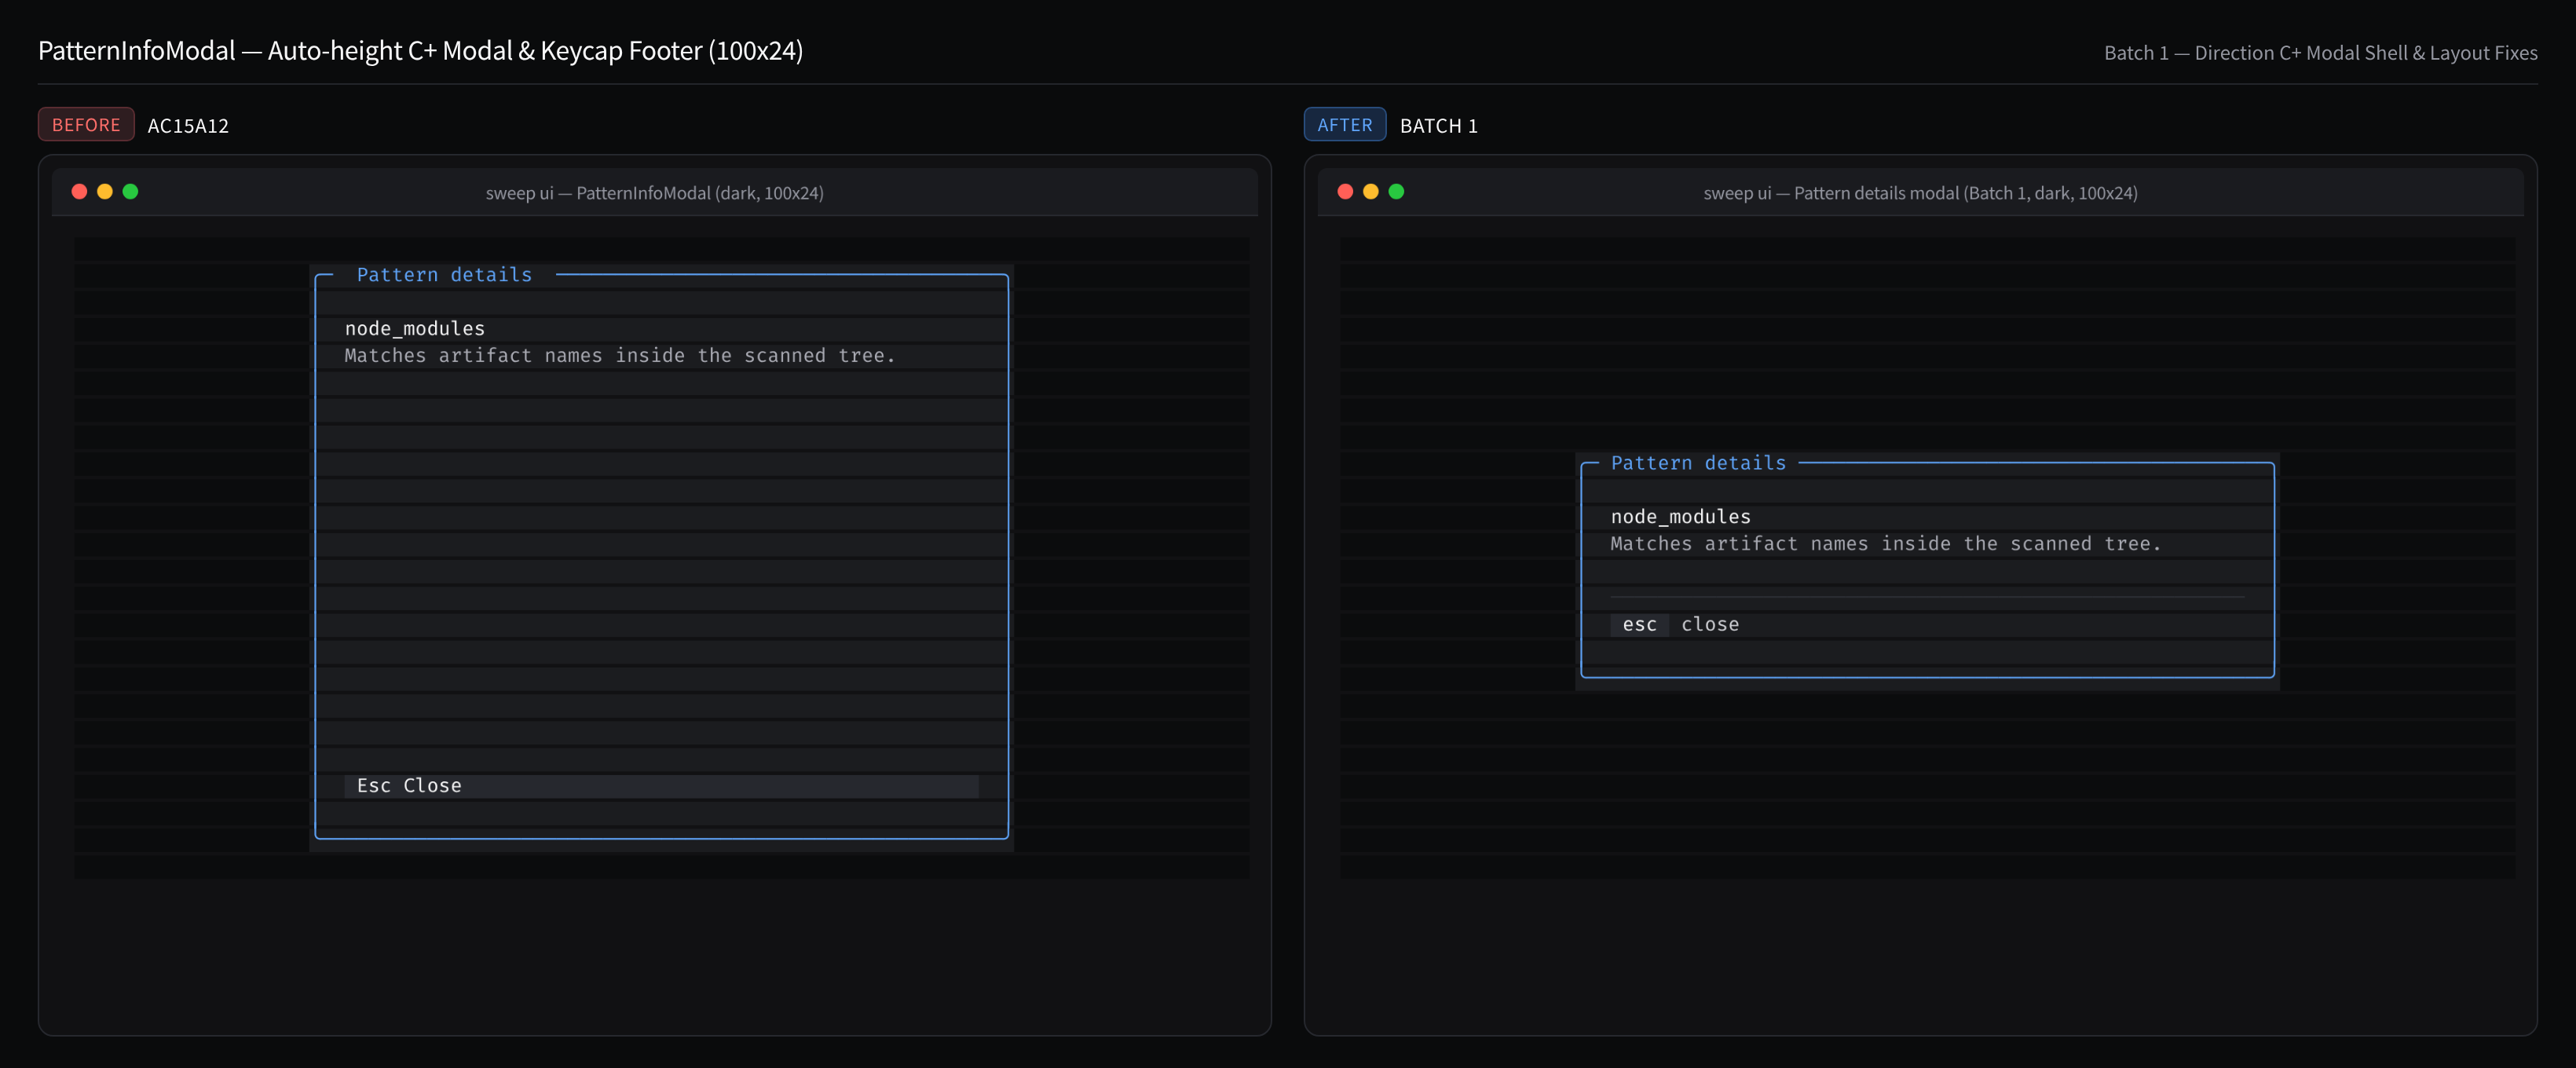 PatternInfoModal — Auto-height C+ Modal & Keycap Footer (100x24)
Batch 1 — Direction C+ Modal Shell & Layout Fixes
BEFORE AC15A12
sweep ui — PatternInfoModal (dark, 100x24)
Pattern details
node_modules
Matches artifact names inside the scanned tree.
Esc Close
AFTER BATCH 1
sweep ui — Pattern details modal (Batch 1, dark, 100x24)
Pattern details
node_modules
Matches artifact names inside the scanned tree.
esc close